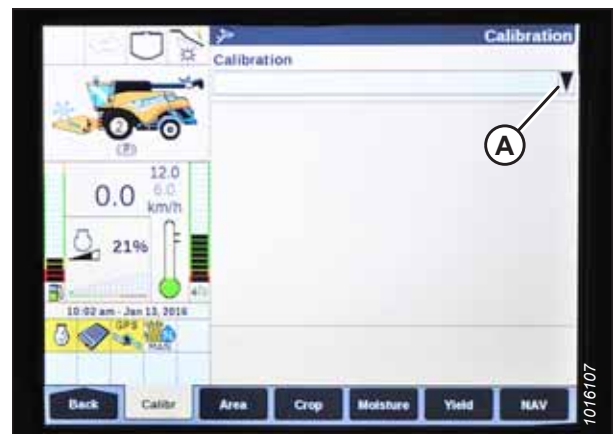 Calibration
Calibration
A
2
(P)
12.0
6.0
0.0
km/h
21%
10:02 am - Jan 13, 2016
GPS
MAN
Back
Calibr
Area
Crop
Moisture
Yield
NAV
1016107